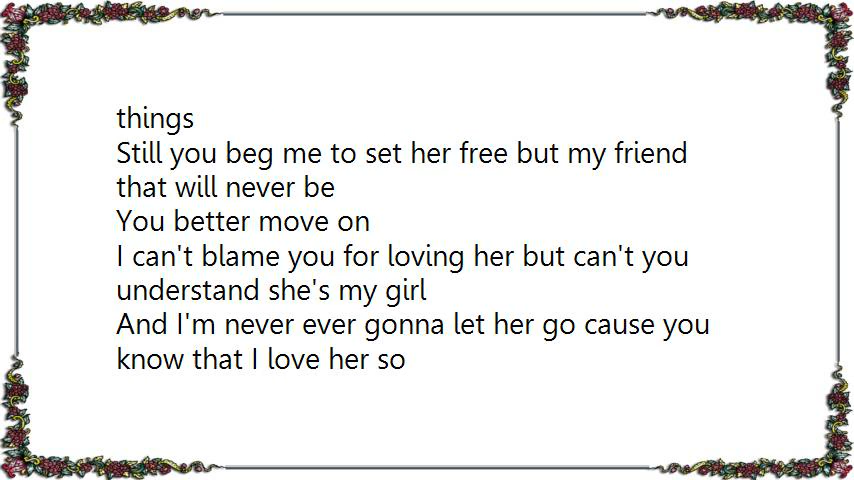 things
Still you beg me to set her free but my friend
that will never be
You better move on
I can't blame you for loving her but can't you
understand she's my girl
And I'm never ever gonna let her go cause you
know that I love her so